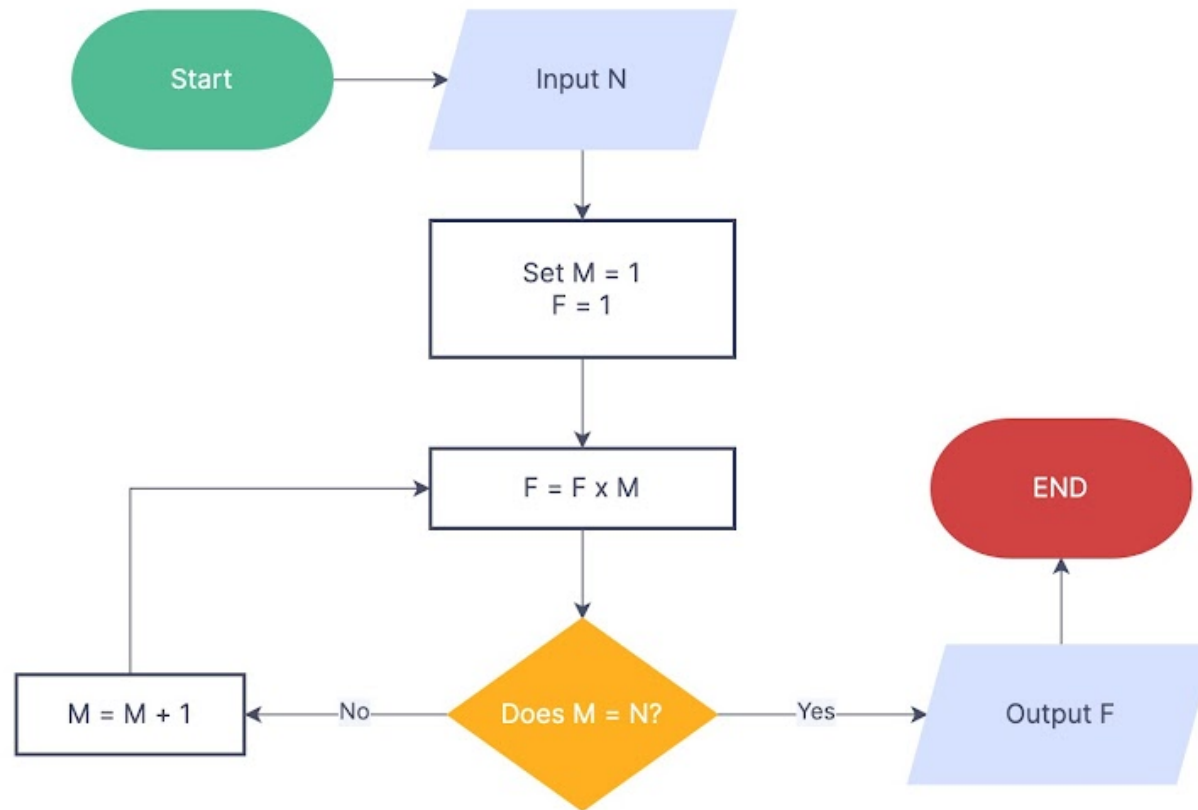 Start
Input N
Set M = 1
F = 1
F = F x M
Does M = N?
No
M = M + 1
Yes
Output F
END